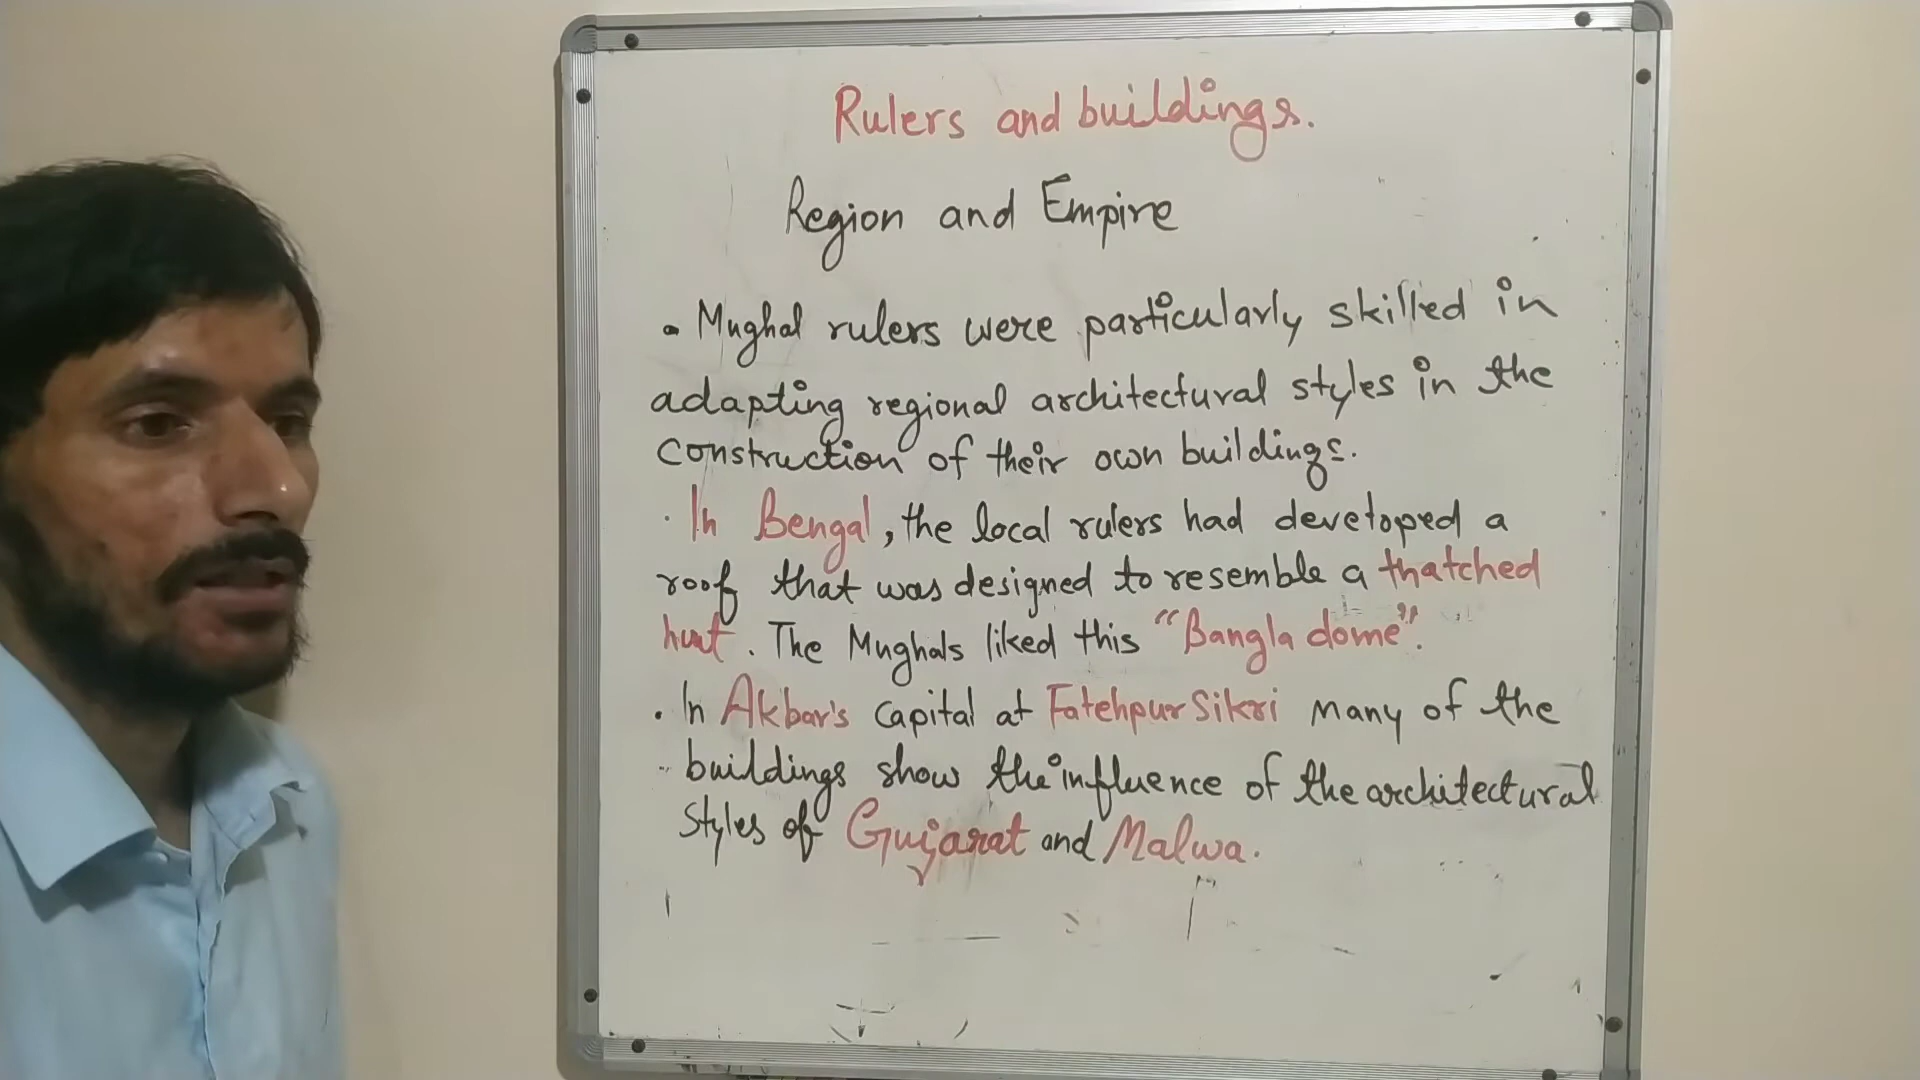 Rulers and buildings.
Region and Empire
• Mughal rulers were particularly skilled in
adapting regional architectural styles in the
construction of their own buildings.
· In Bengal, the local rulers had developed a
roof that was designed to resemble a thatched
hut. The Mughals liked this "Bangla dome".
• In Akbar's capital at Fatehpur Sikri many of the
buildings show the influence of the architectural
styles of Gujarat and Malwa.